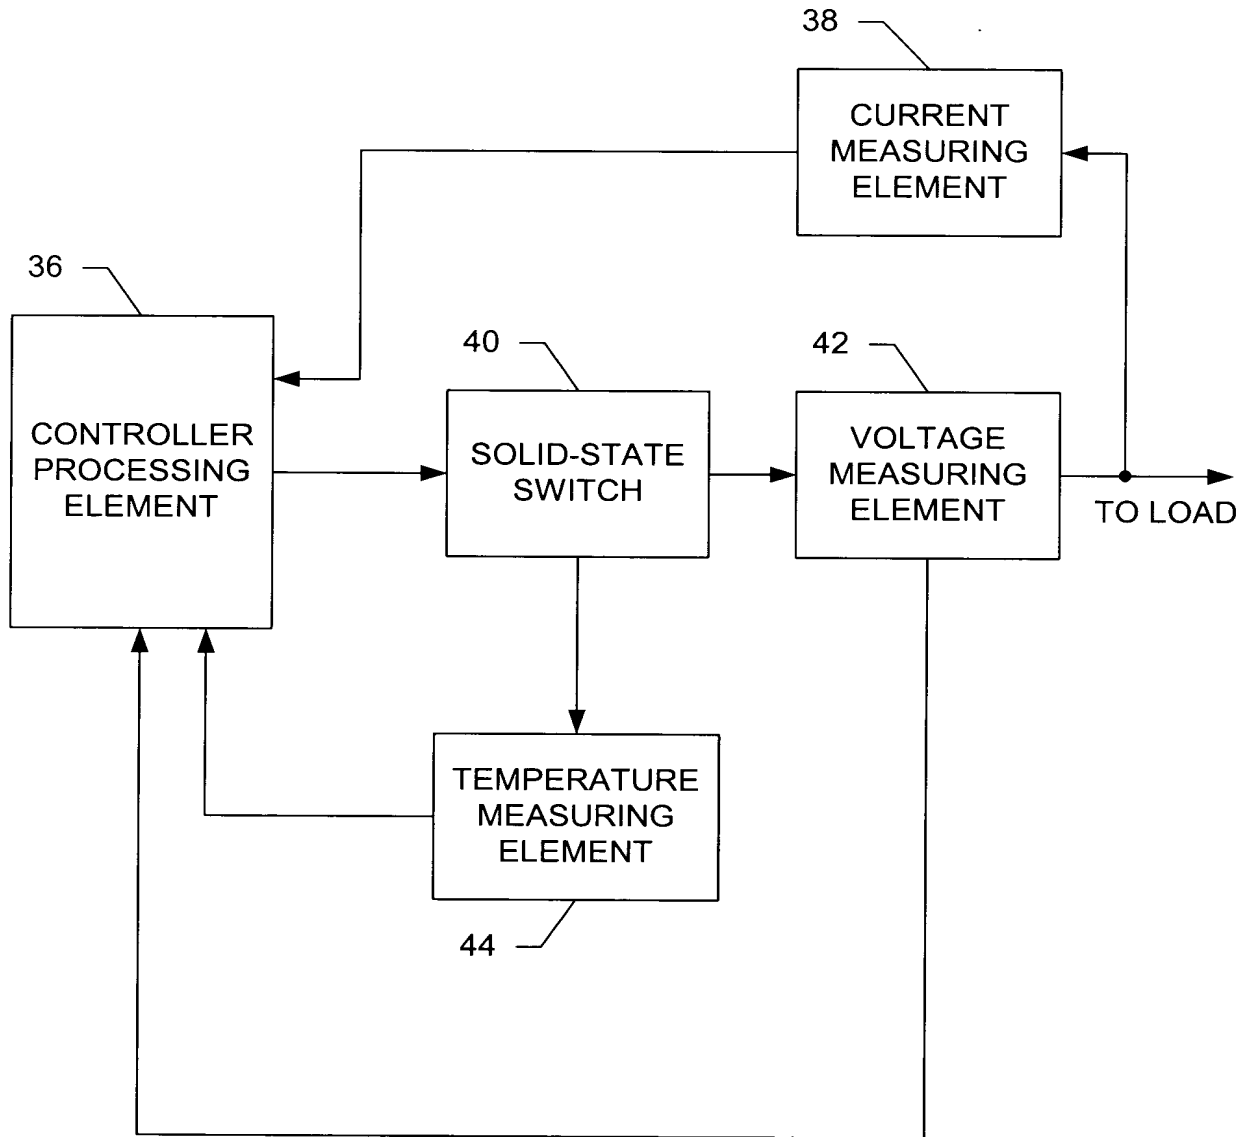 38
CURRENT
MEASURING
ELEMENT
36
CONTROLLER
PROCESSING
ELEMENT
40
SOLID-STATE
SWITCH
42
VOLTAGE
MEASURING
ELEMENT
TO LOAD
TEMPERATURE
MEASURING
ELEMENT
44